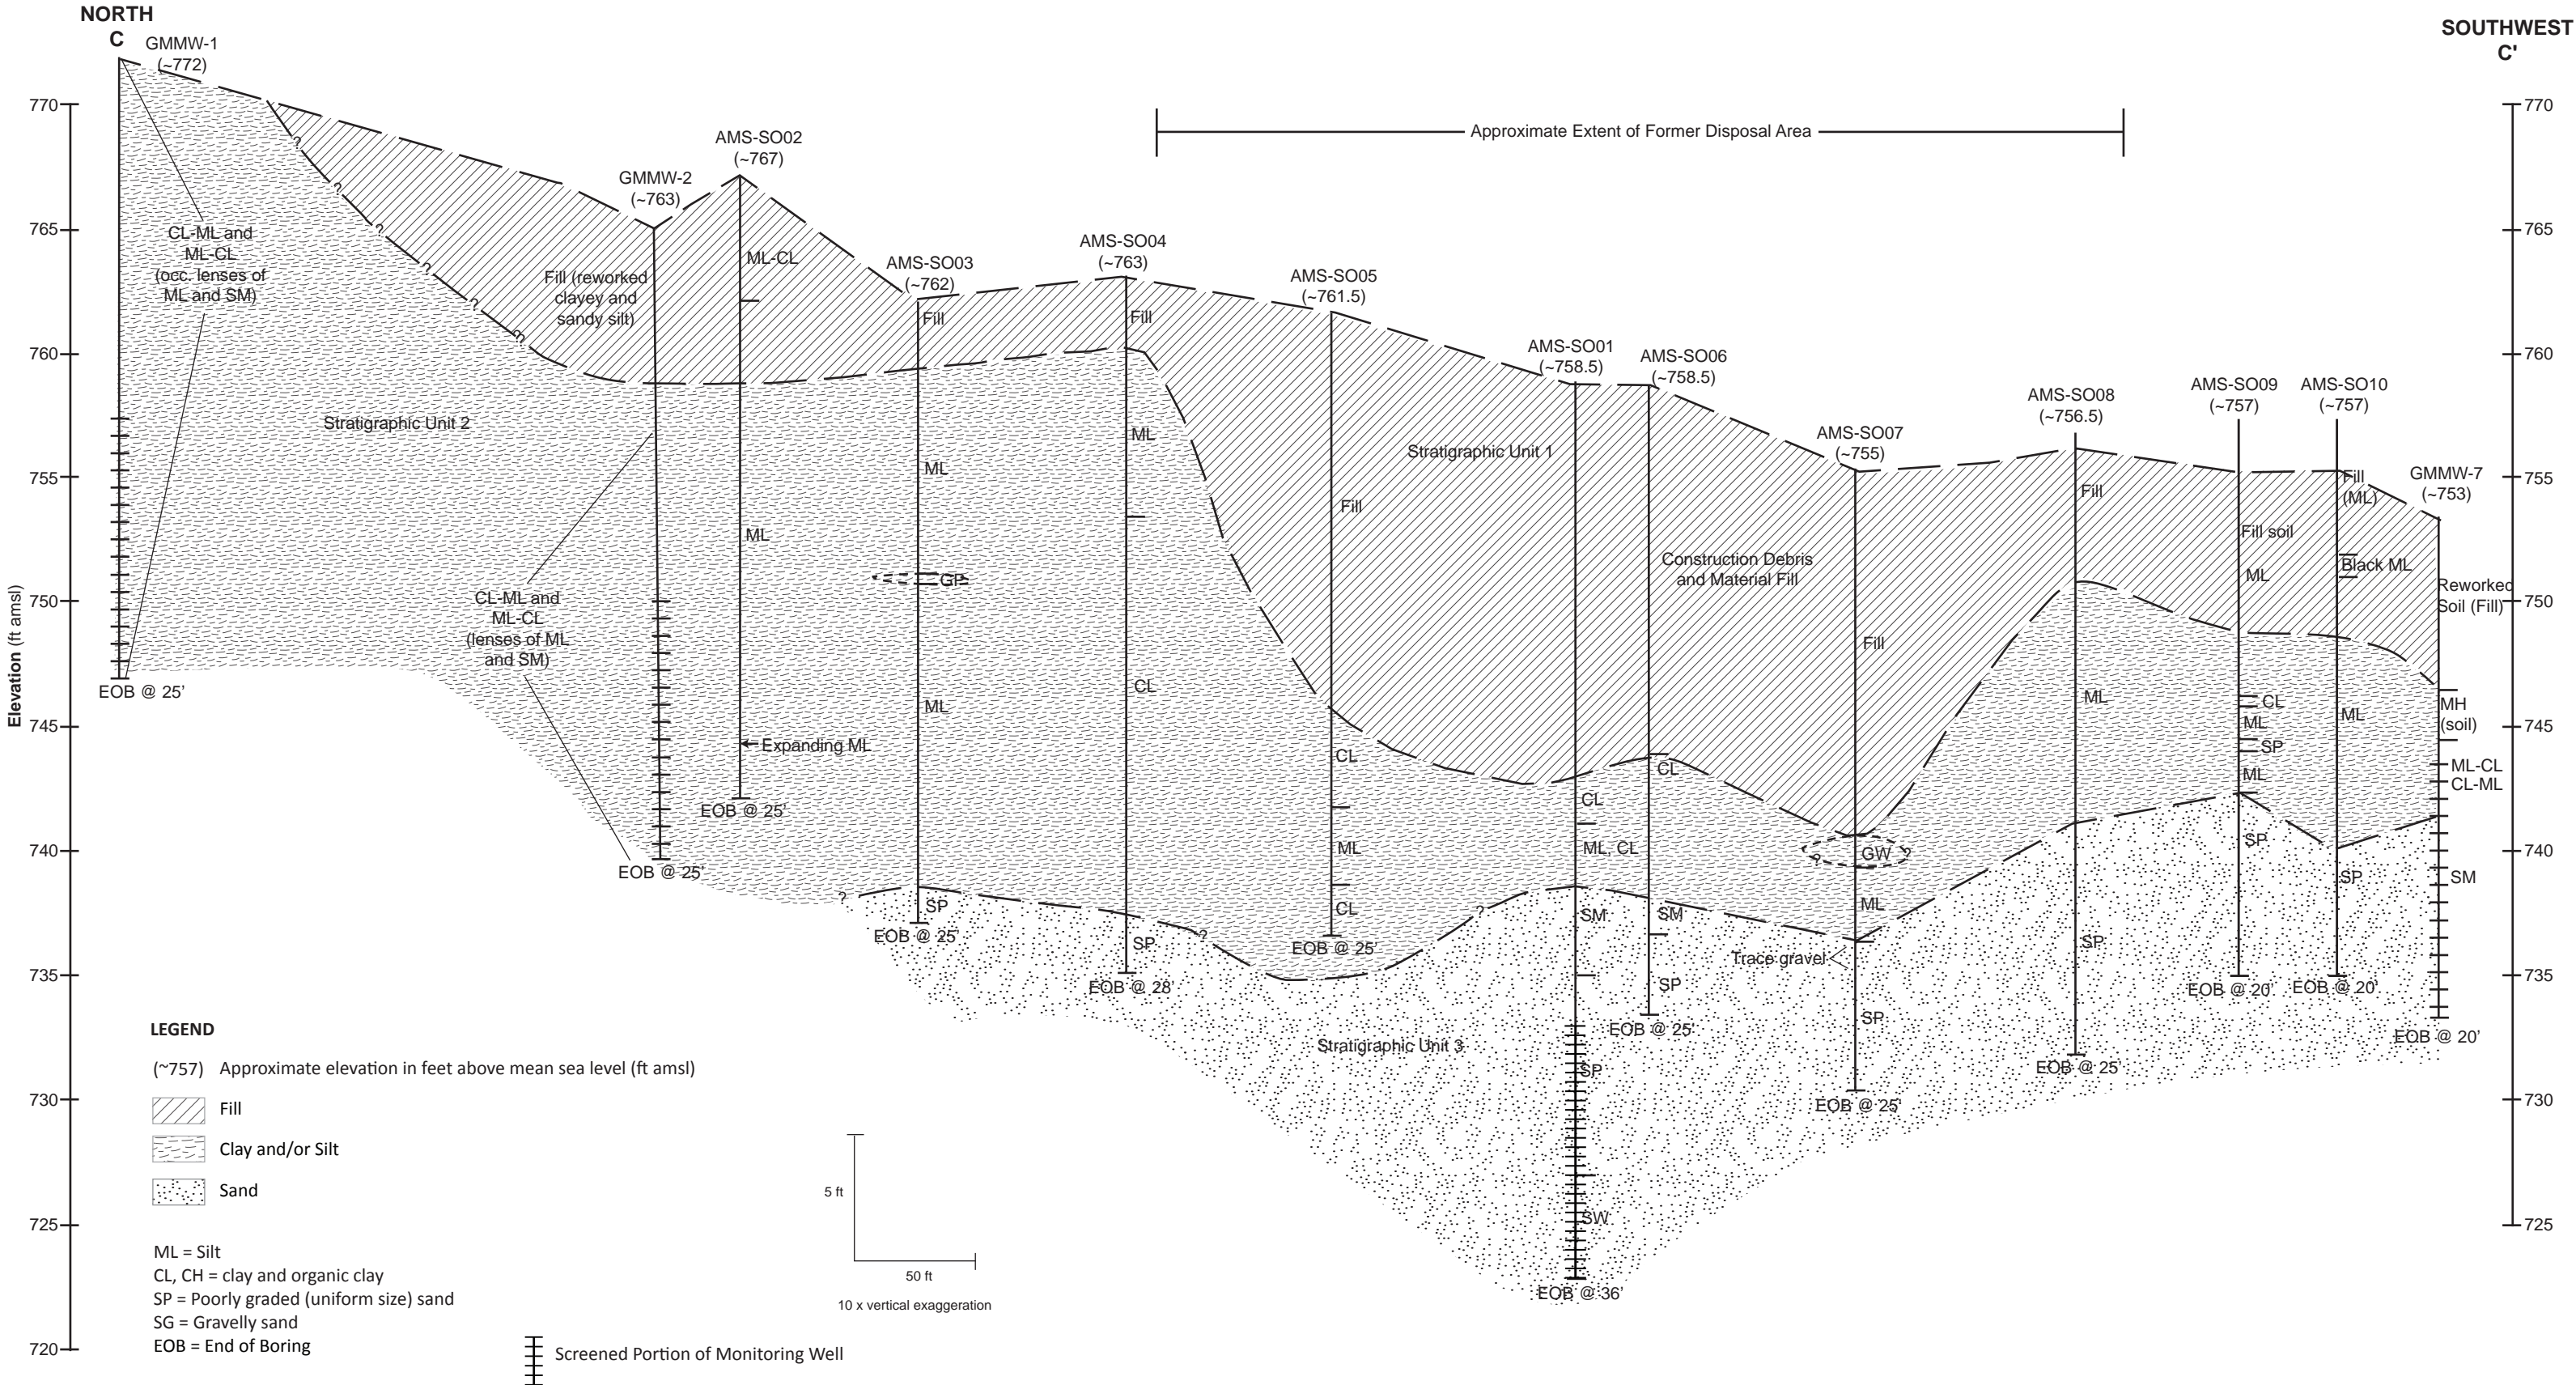 NORTH
C
SOUTHWEST
C'
GMMW-1
(~772)
AMS-SO02
(~767)
GMMW-2
(~763)
AMS-SO03
(~762)
AMS-SO04
(~763)
AMS-SO05
(~761.5)
AMS-SO01
(~758.5)
AMS-SO06
(~758.5)
AMS-SO07
(~755)
AMS-SO08
(~756.5)
AMS-SO09
(~757)
AMS-SO10
(~757)
GMMW-7
(~753)
Approximate Extent of Former Disposal Area
Elevation (ft amsl)
770
765
760
755
750
745
740
735
730
725
720
770
765
760
755
750
745
740
735
730
725
CL-ML and
ML-CL
(occ. lenses of
ML and SM)
EOB @ 25'
Stratigraphic Unit 2
Fill (reworked
clayey and
sandy silt)
CL-ML and
ML-CL
(lenses of ML
and SM)
EOB @ 25'
ML-CL
ML
Expanding ML
EOB @ 25'
Fill
ML
GP
ML
SP
EOB @ 25'
Fill
ML
CL
SP
EOB @ 28'
Fill
CL
ML
CL
EOB @ 25'
Stratigraphic Unit 1
Stratigraphic Unit 3
CL
ML, CL
SM
SP
SW
EOB @ 36'
CL
SM
SP
EOB @ 25'
Construction Debris
and Material Fill
Fill
GW
ML
Trace gravel
SP
EOB @ 25'
Fill
ML
SP
EOB @ 25'
Fill soil
ML
CL
ML
SP
ML
SP
EOB @ 20'
Fill
(ML)
Black ML
ML
SP
EOB @ 20'
Reworked
Soil (Fill)
MH
(soil)
ML-CL
CL-ML
SM
EOB @ 20'
?
?
?
?
?
?
?
?
?
?
?
?
LEGEND
(~757) Approximate elevation in feet above mean sea level (ft amsl)
Fill
Clay and/or Silt
Sand
ML = Silt
CL, CH = clay and organic clay
SP = Poorly graded (uniform size) sand
SG = Gravelly sand
EOB = End of Boring
Screened Portion of Monitoring Well
5 ft
50 ft
10 x vertical exaggeration